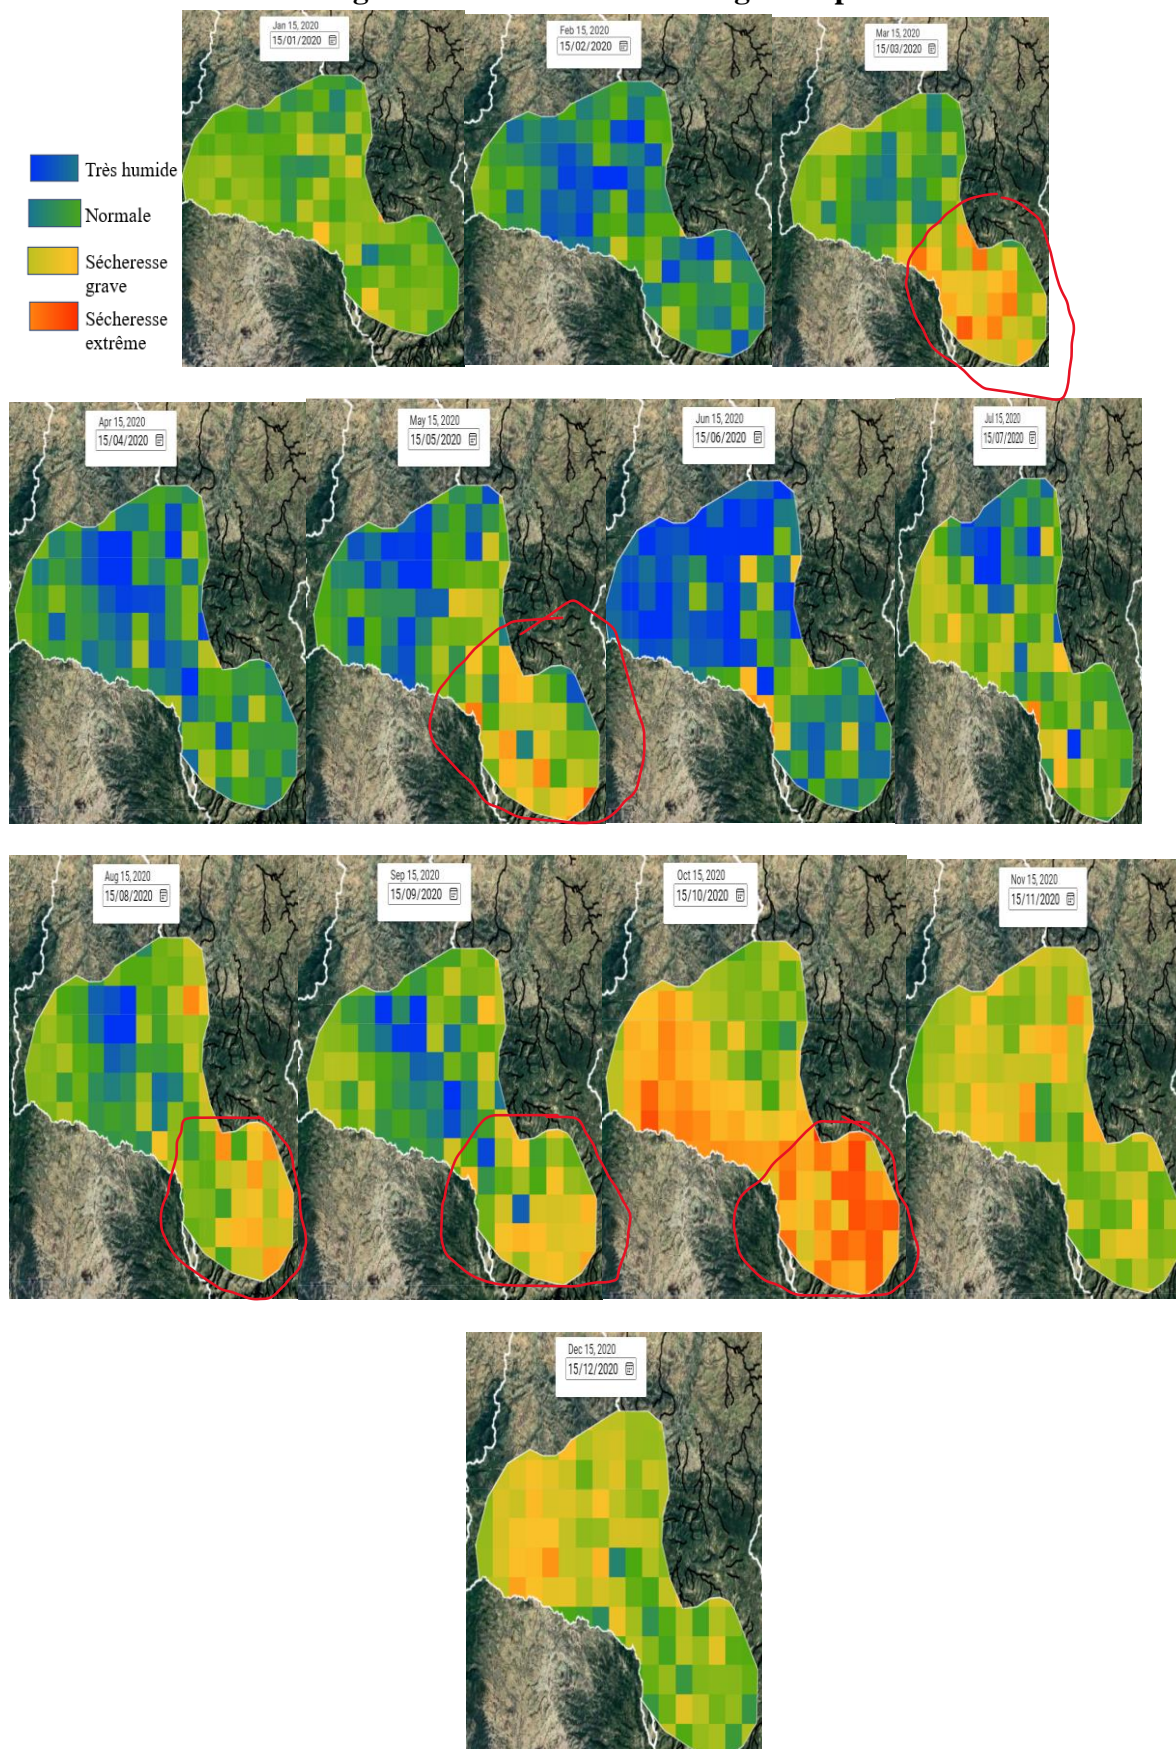 Jan 15, 2020
15/01/2020
Feb 15, 2020
15/02/2020
Mar 15, 2020
15/03/2020
Très humide
Normale
Sécheresse
grave
Sécheresse
extrême
Apr 15, 2020
15/04/2020
May 15, 2020
15/05/2020
Jun 15, 2020
15/06/2020
Jul 15, 2020
15/07/2020
Aug 15, 2020
15/08/2020
Sep 15, 2020
15/09/2020
Oct 15, 2020
15/10/2020
Nov 15, 2020
15/11/2020
Dec 15, 2020
15/12/2020